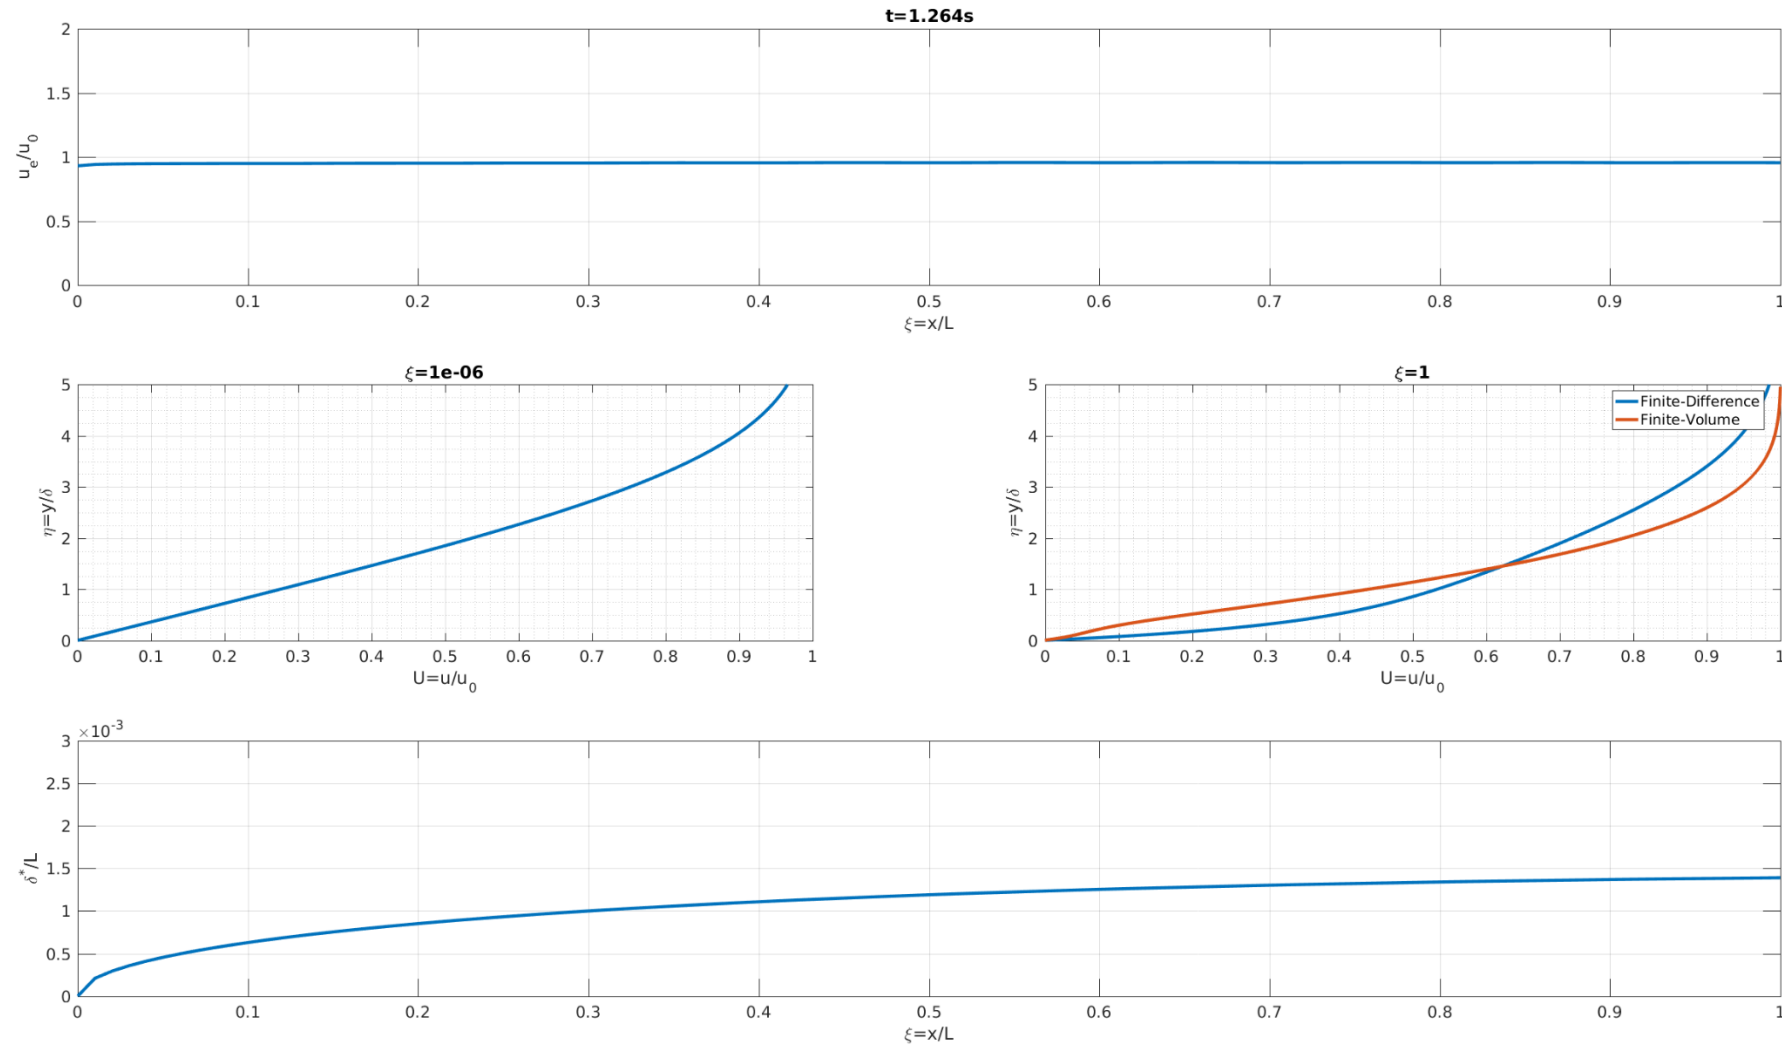 t=1.264s
2
1.5
1
0.5
0
u_e/u_0
0 0.1 0.2 0.3 0.4 0.5 0.6 0.7 0.8 0.9 1
ξ=x/L
ξ=1e-06
5
4
3
2
1
0
η=y/δ
0 0.1 0.2 0.3 0.4 0.5 0.6 0.7 0.8 0.9 1
U=u/u_0
ξ=1
Finite-Difference
Finite-Volume
5
4
3
2
1
0
η=y/δ
0 0.1 0.2 0.3 0.4 0.5 0.6 0.7 0.8 0.9 1
U=u/u_0
×10^-3
3
2.5
2
1.5
1
0.5
0
δ^*/L
0 0.1 0.2 0.3 0.4 0.5 0.6 0.7 0.8 0.9 1
ξ=x/L